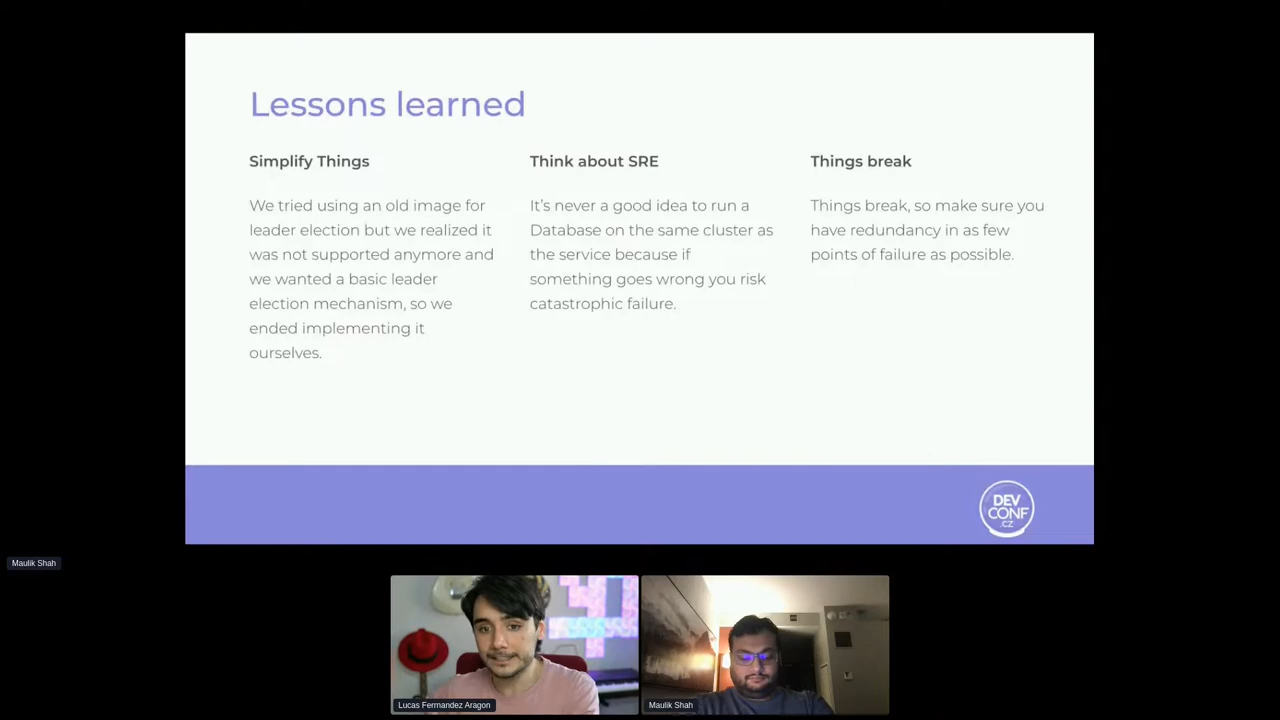 Lessons learned
Simplify Things
We tried using an old image for
leader election but we realized it
was not supported anymore and
we wanted a basic leader
election mechanism, so we
ended implementing it
ourselves.
Think about SRE
It’s never a good idea to run a
Database on the same cluster as
the service because if
something goes wrong you risk
catastrophic failure.
Things break
Things break, so make sure you
have redundancy in as few
points of failure as possible.
DEV
CONF
.CZ
Maulik Shah
Lucas Fermandez Aragon
Maulik Shah